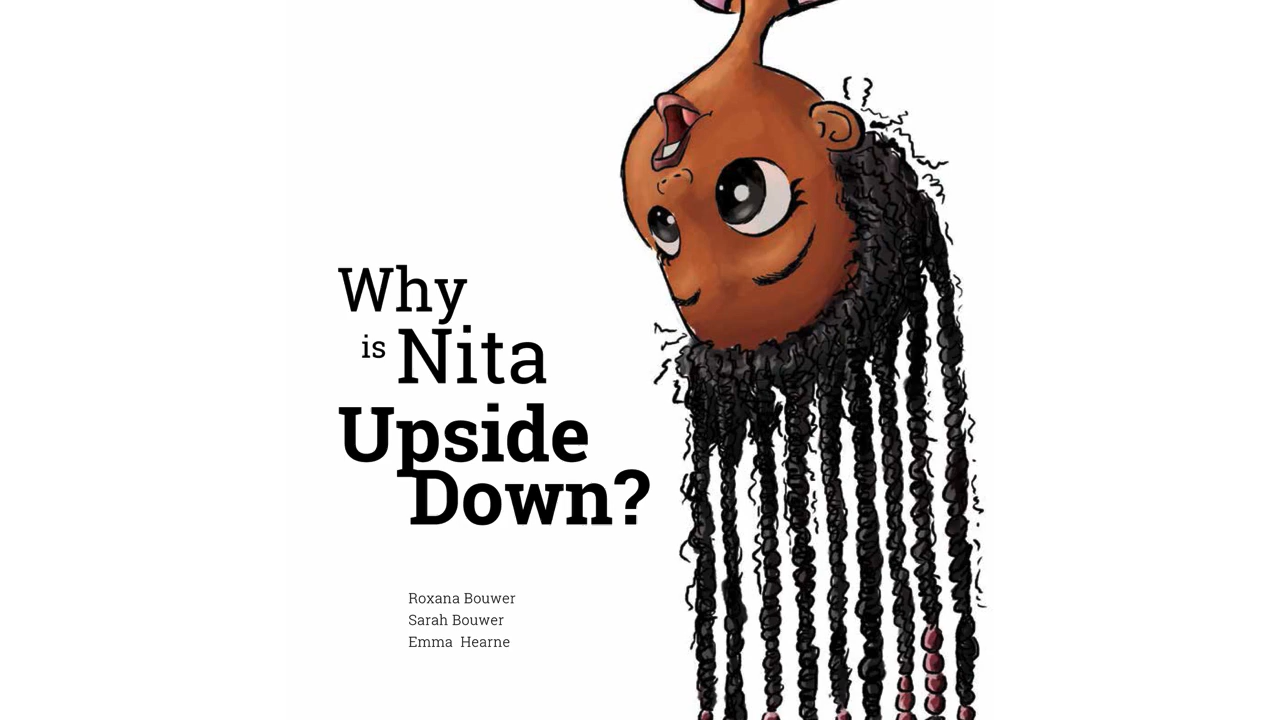 Why
is Nita
Upside
Down?
Roxana Bouwer
Sarah Bouwer
Emma Hearne